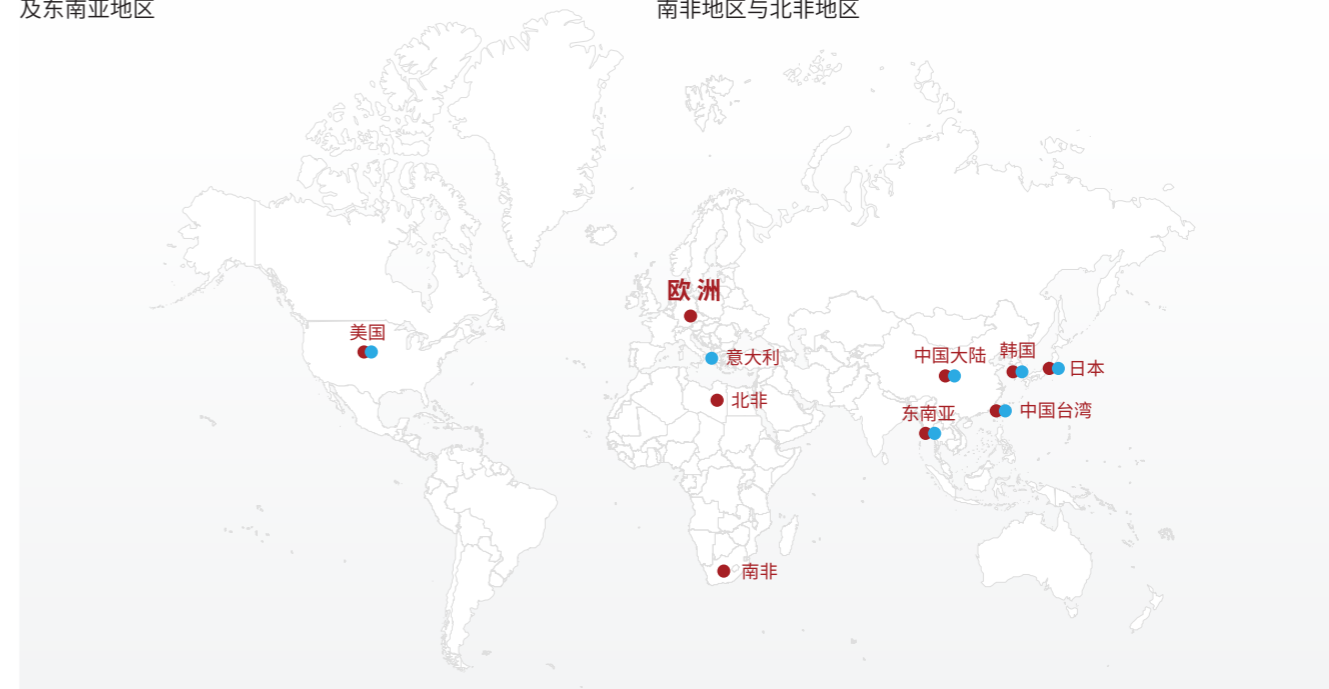 及东南亚地区
南非地区与北非地区
欧洲
美国
意大利
中国大陆
韩国
日本
北非
东南亚
中国台湾
南非